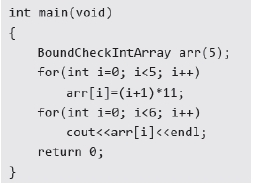 int main(void)
{
BoundCheckIntArray arr(5);
for(int i=0; i<5; i++)
arr[i]=(i+1)*11;
for(int i=0; i<6; i++)
cout<<arr[i]<<endl;
return 0;
}